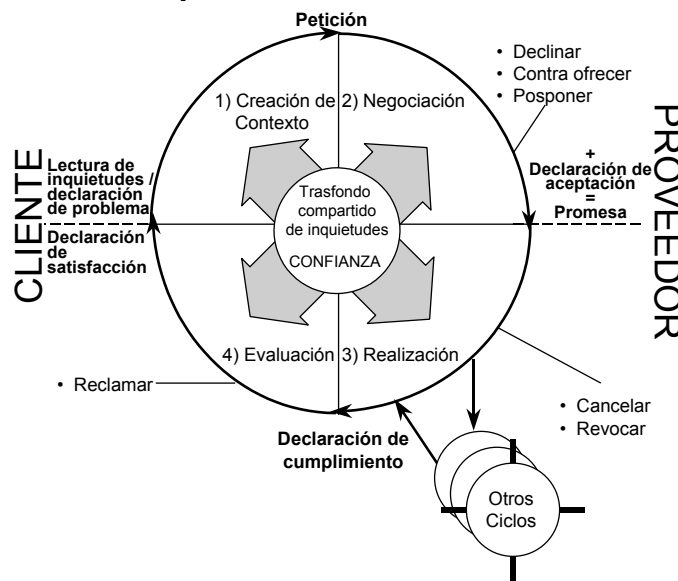 Petición
• Declinar
• Contra ofrecer
• Posponer
1) Creación de
Contexto
2) Negociación
CLIENTE
Lectura de
inquietudes /
declaración
de problema
Declaración
de
satisfacción
Trasfondo
compartido
de inquietudes
CONFIANZA
+
Declaración de
aceptación
=
Promesa
PROVEEDOR
4) Evaluación
3) Realización
• Reclamar
• Cancelar
• Revocar
Declaración de
cumplimiento
Otros
Ciclos